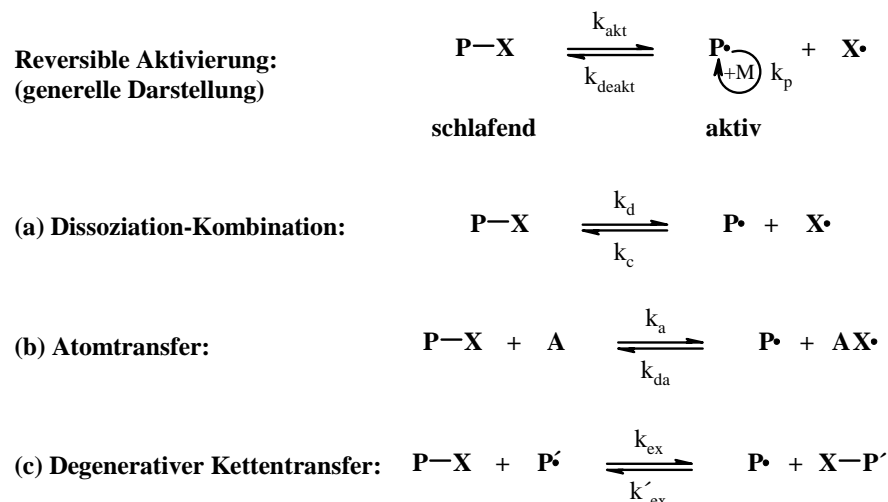 P—X k_akt k_deakt P• +M k_p + X•
Reversible Aktivierung:
(generelle Darstellung)
schlafend aktiv
(a) Dissoziation-Kombination: P—X k_d k_c P• + X•
(b) Atomtransfer: P—X + A k_a k_da P• + AX•
(c) Degenerativer Kettentransfer: P—X + P´• k_ex k´_ex P• + X—P´